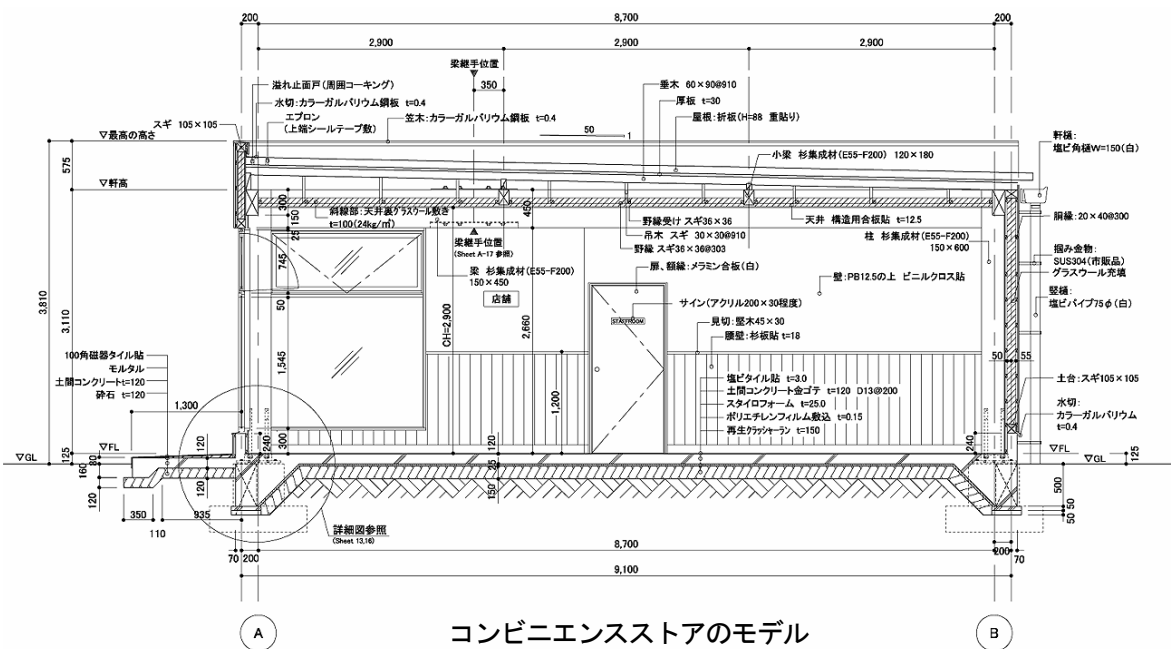 200
8,700
200
2,900
2,900
2,900
梁継手位置
350
溢れ止面戸(周囲コーキング)
水切:カラーガルバリウム鋼板 t=0.4
エプロン
(上端シールテープ敷)
笠木:カラーガルバリウム鋼板 t=0.4
スギ 105×105
▽最高の高さ
50
1
垂木 60×90@910
厚板 t=30
屋根:折板(H=88 重貼り)
小梁 杉集成材(E55-F200) 120×180
軒樋:
塩ビ角樋W=150(白)
575
▽軒高
300
150
25
斜線部:天井裏グラスウール敷き
t=100(24kg/㎥)
450
野縁受け スギ36×36
吊木 スギ 30×30@910
野縁 スギ36×36@303
天井 構造用合板貼 t=12.5
柱 杉集成材(E55-F200)
150×600
胴縁:20×40@300
梁継手位置
(Sheet A-17 参照)
梁 杉集成材(E55-F200)
150×450
店舗
扉、額縁:メラミン合板(白)
壁:PB12.5の上 ビニルクロス貼
掴み金物:
SUS304(市販品)
グラスウール充填
竪樋:
塩ビパイプ75φ(白)
745
50
1,545
300
3,810
3,110
CH=2,900
2,660
サイン(アクリル200×30程度)
STAFFROOM
見切:堅木45×30
腰壁:杉板貼 t=18
50
55
100角磁器タイル貼
モルタル
土間コンクリートt=120
砕石 t=120
1,300
1,200
塩ビタイル貼 t=3.0
土間コンクリート金ゴテ t=120 D13@200
スタイロフォーム t=25.0
ポリエチレンフィルム敷込 t=0.15
再生クラッシャーラン t=150
土台:スギ105×105
水切:
カラーガルバリウム
t=0.4
▽GL
125
▽FL
80
160
120
120
120
240
120
25
150
240
▽FL
▽GL
125
500
50
50
350
935
110
詳細図参照
(Sheet 13,16)
70
200
8,700
200
70
9,100
A
B
コンビニエンスストアのモデル